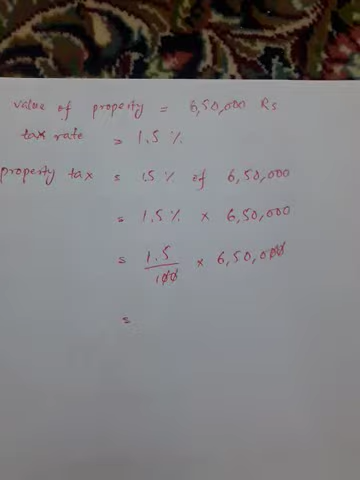 value of property = 6,50,000 Rs
tax rate = 1.5 %
property tax = 1.5 % of 6,50,000
= 1.5 % × 6,50,000
= 1.5/100 × 6,50,000
=